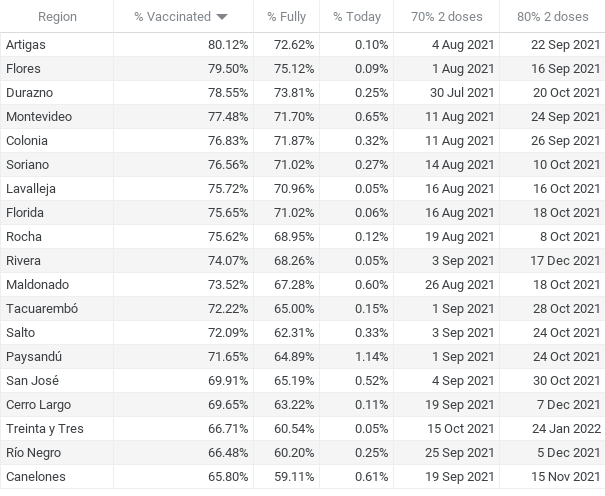 Region % Vaccinated % Fully % Today 70% 2 doses 80% 2 doses
Artigas 80.12% 72.62% 0.10% 4 Aug 2021 22 Sep 2021
Flores 79.50% 75.12% 0.09% 1 Aug 2021 16 Sep 2021
Durazno 78.55% 73.81% 0.25% 30 Jul 2021 20 Oct 2021
Montevideo 77.48% 71.70% 0.65% 11 Aug 2021 24 Sep 2021
Colonia 76.83% 71.87% 0.32% 11 Aug 2021 26 Sep 2021
Soriano 76.56% 71.02% 0.27% 14 Aug 2021 10 Oct 2021
Lavalleja 75.72% 70.96% 0.05% 16 Aug 2021 16 Oct 2021
Florida 75.65% 71.02% 0.06% 16 Aug 2021 18 Oct 2021
Rocha 75.62% 68.95% 0.12% 19 Aug 2021 8 Oct 2021
Rivera 74.07% 68.26% 0.05% 3 Sep 2021 17 Dec 2021
Maldonado 73.52% 67.28% 0.60% 26 Aug 2021 18 Oct 2021
Tacuarembó 72.22% 65.00% 0.15% 1 Sep 2021 28 Oct 2021
Salto 72.09% 62.31% 0.33% 3 Sep 2021 24 Oct 2021
Paysandú 71.65% 64.89% 1.14% 1 Sep 2021 24 Oct 2021
San José 69.91% 65.19% 0.52% 4 Sep 2021 30 Oct 2021
Cerro Largo 69.65% 63.22% 0.11% 19 Sep 2021 7 Dec 2021
Treinta y Tres 66.71% 60.54% 0.05% 15 Oct 2021 24 Jan 2022
Río Negro 66.48% 60.20% 0.25% 25 Sep 2021 5 Dec 2021
Canelones 65.80% 59.11% 0.61% 19 Sep 2021 15 Nov 2021